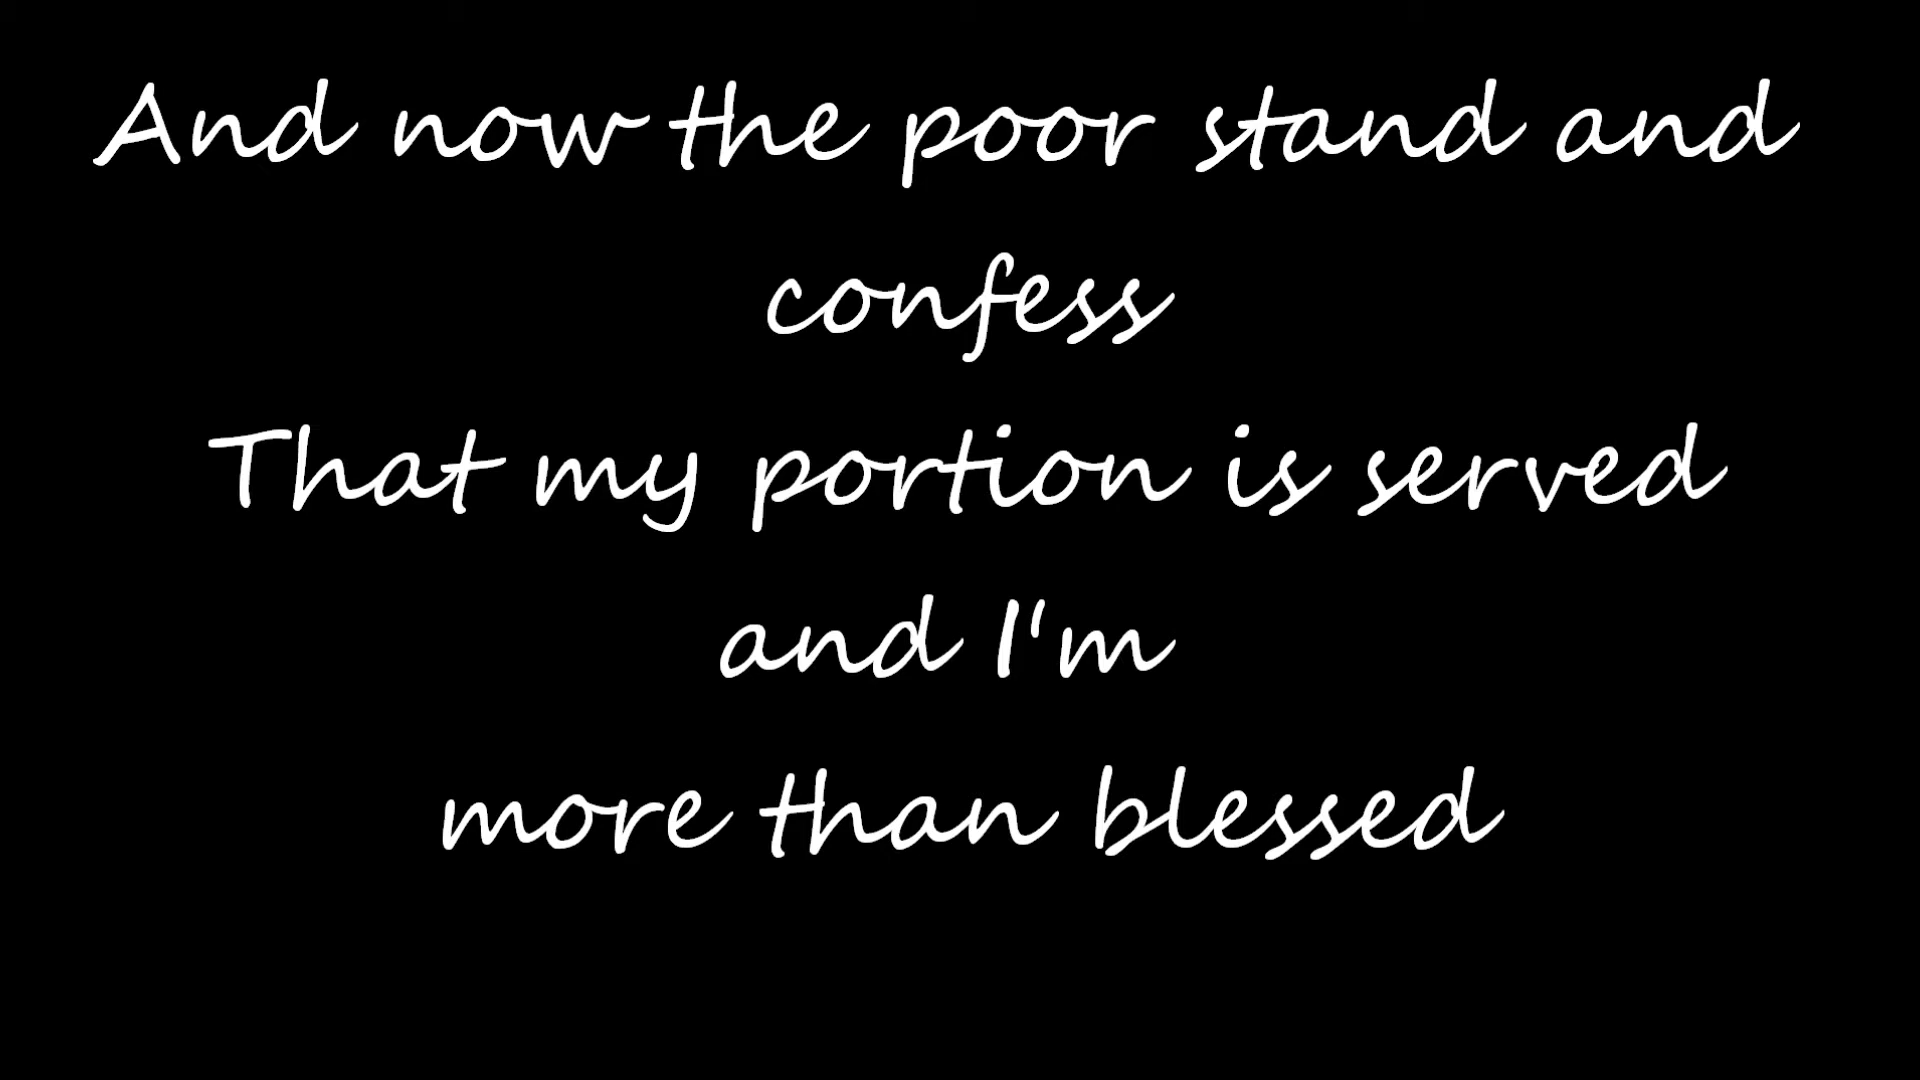 And now the poor stand and
confess
That my portion is served
and I'm
more than blessed